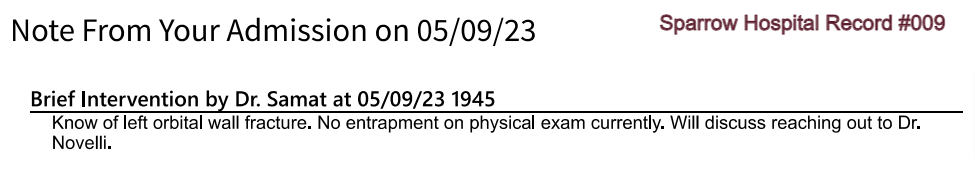 Note From Your Admission on 05/09/23
Sparrow Hospital Record #009
Brief Intervention by Dr. Samat at 05/09/23 1945
Know of left orbital wall fracture. No entrapment on physical exam currently. Will discuss reaching out to Dr.
Novelli.